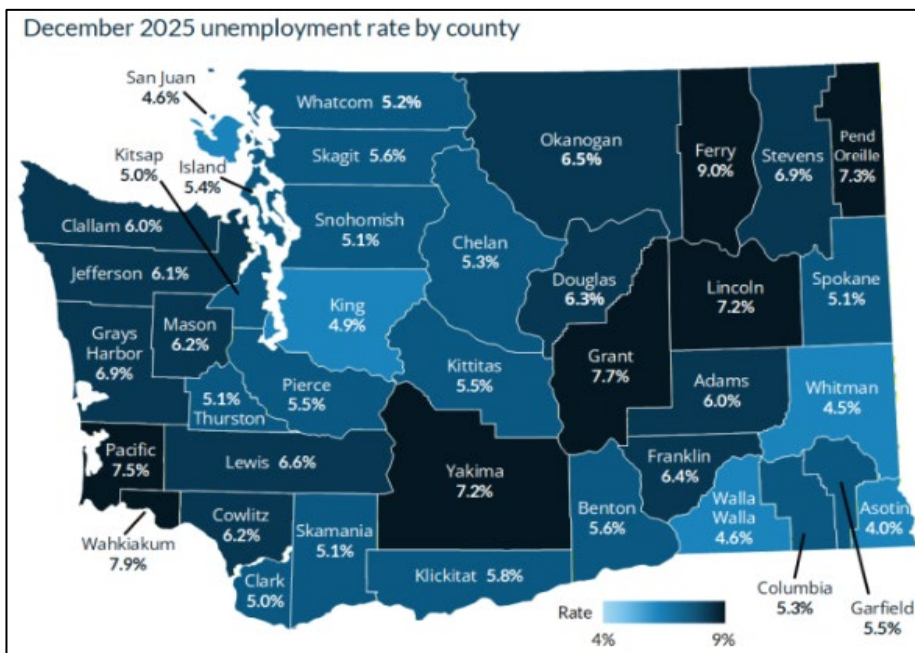 December 2025 unemployment rate by county
San Juan
4.6%
Whatcom 5.2%
Kitsap
5.0%
Island
5.4%
Skagit 5.6%
Okanogan
6.5%
Ferry
9.0%
Stevens
6.9%
Pend
Oreille
7.3%
Clallam 6.0%
Snohomish
5.1%
Chelan
5.3%
Jefferson 6.1%
Douglas
6.3%
Lincoln
7.2%
Spokane
5.1%
King
4.9%
Mason
6.2%
Grays
Harbor
6.9%
Kittitas
5.5%
Grant
7.7%
Adams
6.0%
Whitman
4.5%
5.1%
Thurston
Pierce
5.5%
Pacific
7.5%
Lewis 6.6%
Yakima
7.2%
Franklin
6.4%
Cowlitz
6.2%
Skamania
5.1%
Benton
5.6%
Walla
Walla
4.6%
Asotin
4.0%
Wahkiakum
7.9%
Clark
5.0%
Klickitat 5.8%
Columbia
5.3%
Garfield
5.5%
Rate
4% 9%